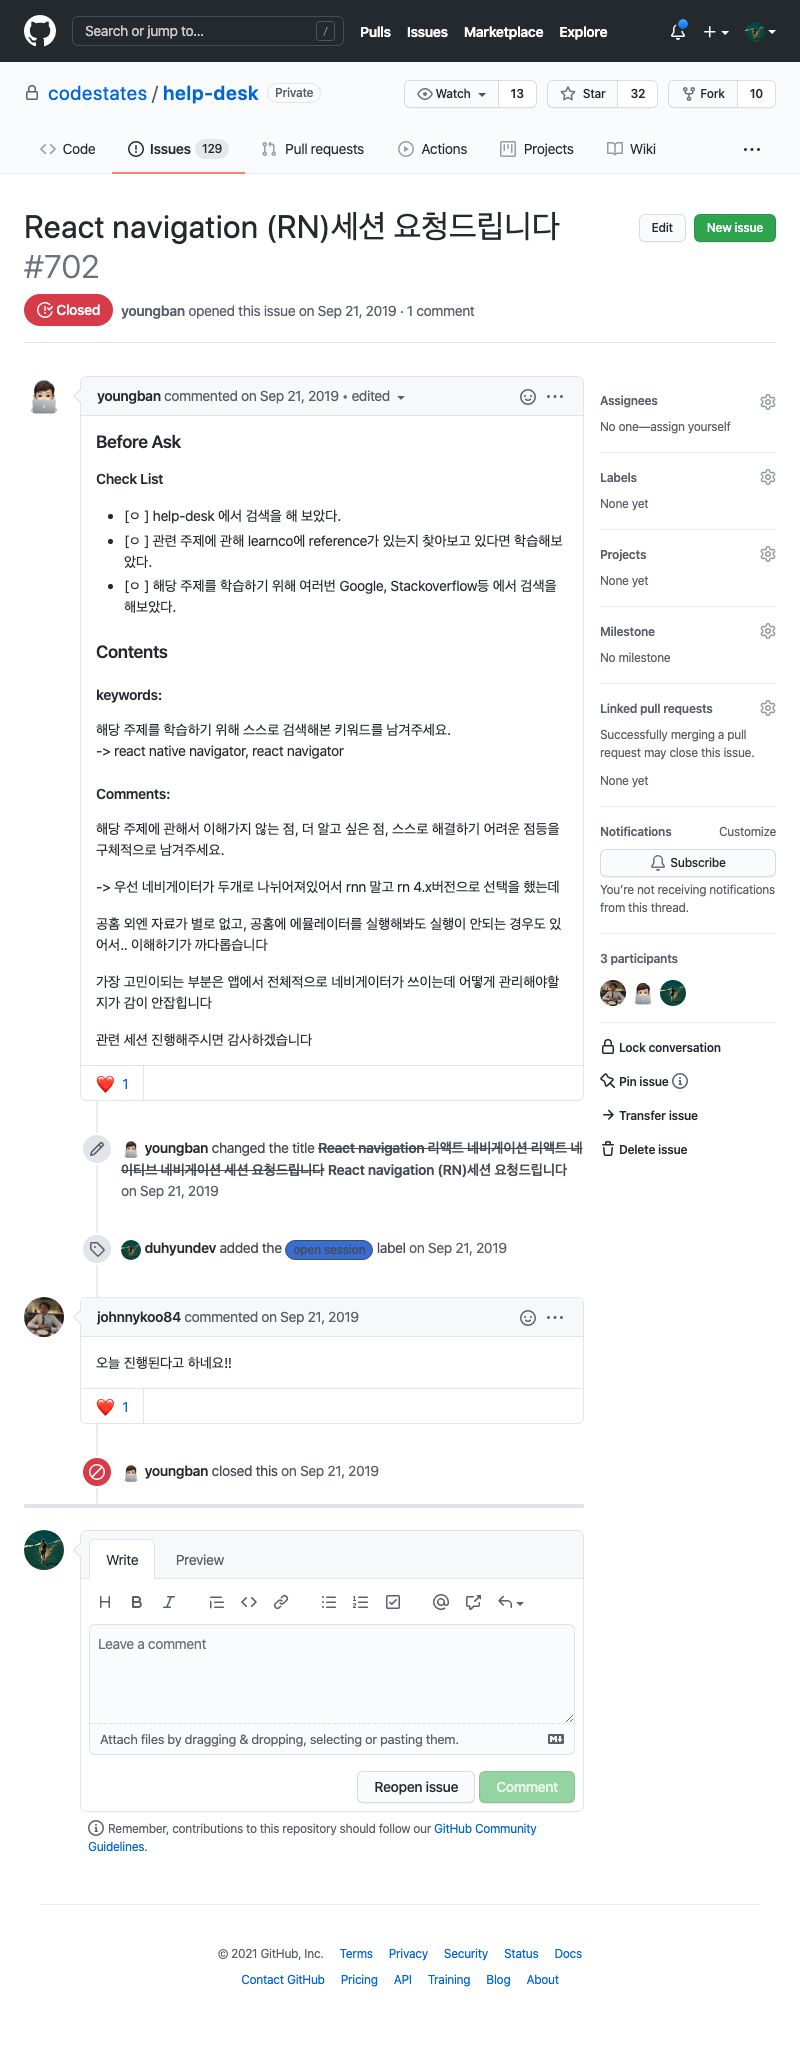 Search or jump to...
/
Pulls Issues Marketplace Explore
codestates / help-desk Private
Watch 13 Star 32 Fork 10
Code Issues 129 Pull requests Actions Projects Wiki
React navigation (RN)세션 요청드립니다
#702
Edit New issue
Closed youngban opened this issue on Sep 21, 2019 · 1 comment
youngban commented on Sep 21, 2019 • edited
Before Ask
Check List
• [ㅇ ] help-desk 에서 검색을 해 보았다.
• [ㅇ ] 관련 주제에 관해 learnco에 reference가 있는지 찾아보고 있다면 학습해보
았다.
• [ㅇ ] 해당 주제를 학습하기 위해 여러번 Google, Stackoverflow등 에서 검색을
해보았다.
Contents
keywords:
해당 주제를 학습하기 위해 스스로 검색해본 키워드를 남겨주세요.
-> react native navigator, react navigator
Comments:
해당 주제에 관해서 이해가지 않는 점, 더 알고 싶은 점, 스스로 해결하기 어려운 점등을
구체적으로 남겨주세요.
-> 우선 네비게이터가 두개로 나뉘어져있어서 rnn 말고 rn 4.x버전으로 선택을 했는데
공홈 외엔 자료가 별로 없고, 공홈에 에뮬레이터를 실행해봐도 실행이 안되는 경우도 있
어서.. 이해하기가 까다롭습니다
가장 고민이되는 부분은 앱에서 전체적으로 네비게이터가 쓰이는데 어떻게 관리해야할
지가 감이 안잡힙니다
관련 세션 진행해주시면 감사하겠습니다
1
youngban changed the title React navigation 리액트 네비게이션 리액트 네
이티브 네비게이션 세션 요청드립니다 React navigation (RN)세션 요청드립니다
on Sep 21, 2019
duhyundev added the open session label on Sep 21, 2019
johnnykoo84 commented on Sep 21, 2019
오늘 진행된다고 하네요!!
1
youngban closed this on Sep 21, 2019
Write Preview
H B I
Leave a comment
Attach files by dragging & dropping, selecting or pasting them.
Reopen issue Comment
Remember, contributions to this repository should follow our GitHub Community
Guidelines.
Assignees
No one—assign yourself
Labels
None yet
Projects
None yet
Milestone
No milestone
Linked pull requests
Successfully merging a pull
request may close this issue.
None yet
Notifications Customize
Subscribe
You're not receiving notifications
from this thread.
3 participants
Lock conversation
Pin issue
Transfer issue
Delete issue
© 2021 GitHub, Inc. Terms Privacy Security Status Docs
Contact GitHub Pricing API Training Blog About